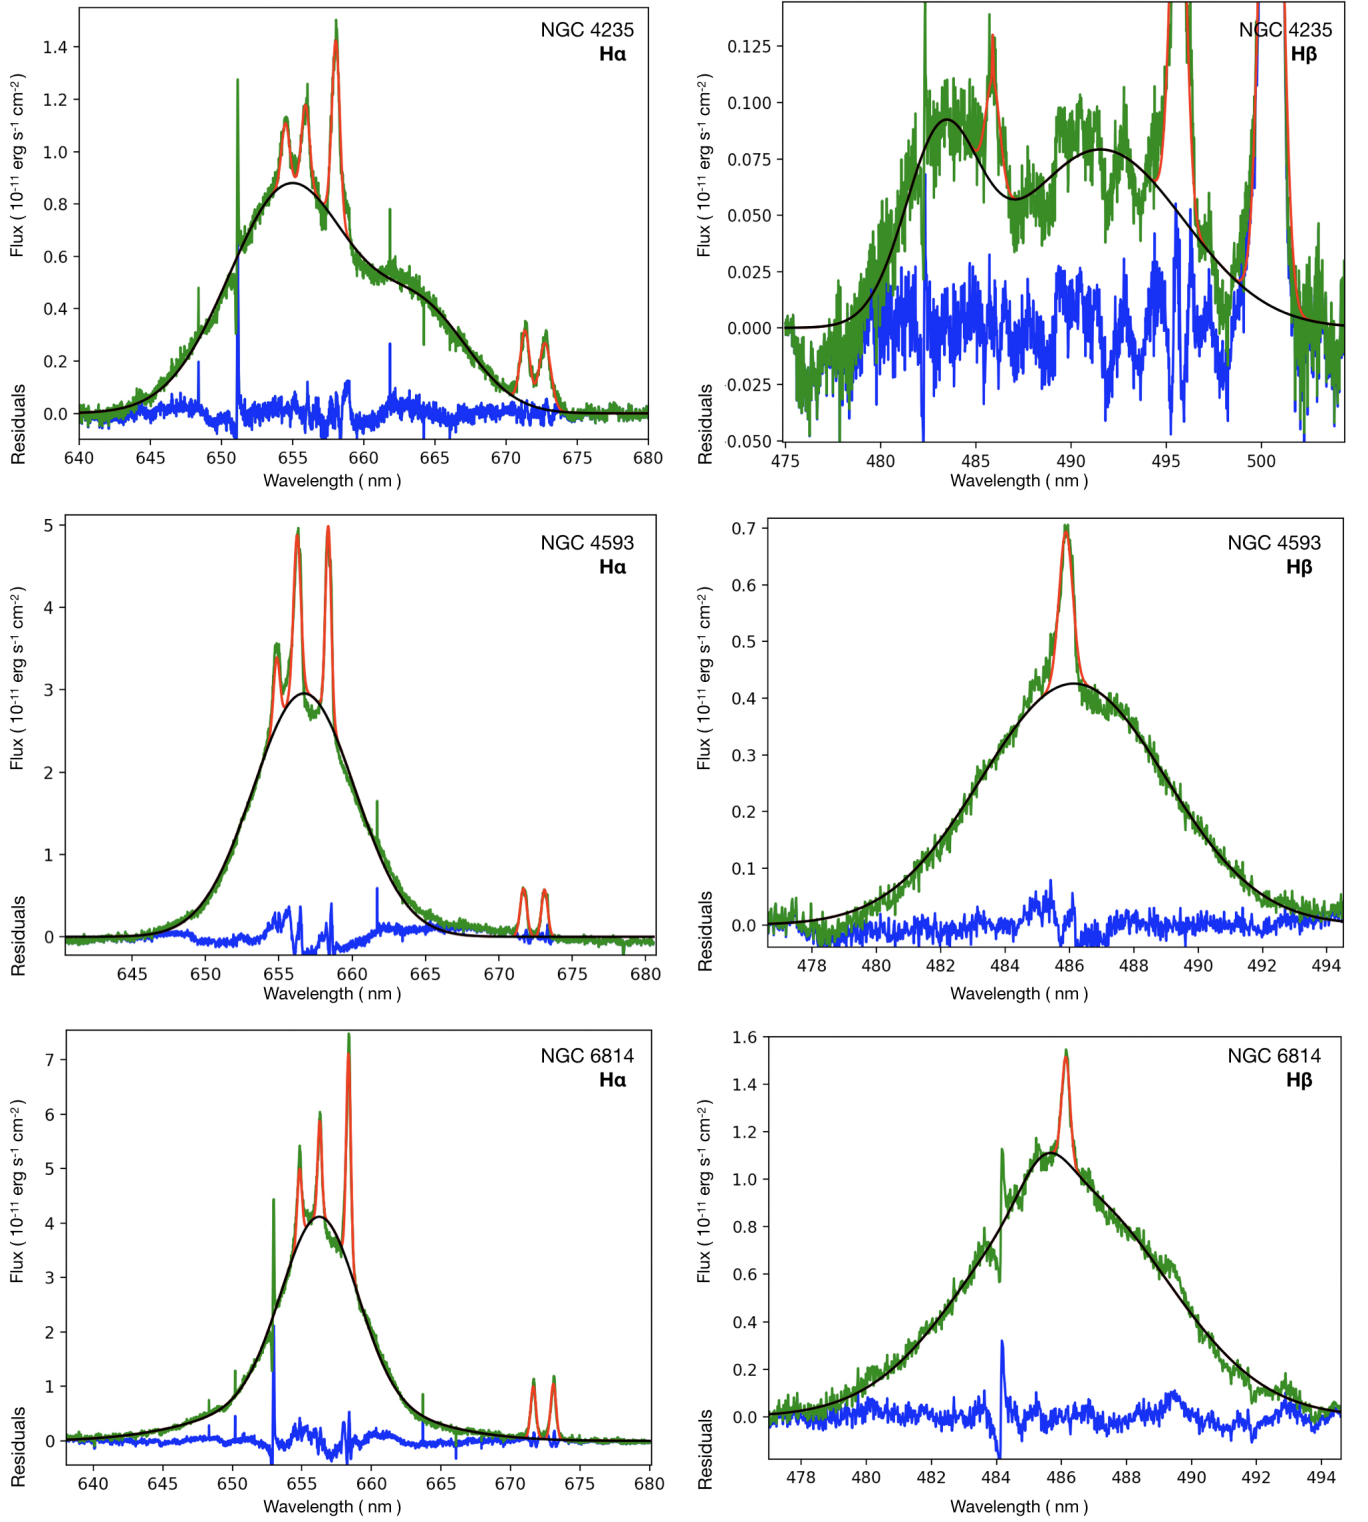 NGC 4235
Hα
Flux ( 10⁻¹¹ erg s⁻¹ cm⁻²)
Residuals
1.4
1.2
1.0
0.8
0.6
0.4
0.2
0.0
640 645 650 655 660 665 670 675 680
Wavelength ( nm )
NGC 4235
Hβ
Flux ( 10⁻¹¹ erg s⁻¹ cm⁻²)
Residuals
0.125
0.100
0.075
0.050
0.025
0.000
0.025
0.050
475 480 485 490 495 500
Wavelength ( nm )
NGC 4593
Hα
Flux ( 10⁻¹¹ erg s⁻¹ cm⁻²)
Residuals
5
4
3
2
1
0
645 650 655 660 665 670 675 680
Wavelength ( nm )
NGC 4593
Hβ
Flux ( 10⁻¹¹ erg s⁻¹ cm⁻²)
Residuals
0.7
0.6
0.5
0.4
0.3
0.2
0.1
0.0
478 480 482 484 486 488 490 492 494
Wavelength ( nm )
NGC 6814
Hα
Flux ( 10⁻¹¹ erg s⁻¹ cm⁻²)
Residuals
7
6
5
4
3
2
1
0
640 645 650 655 660 665 670 675 680
Wavelength ( nm )
NGC 6814
Hβ
Flux ( 10⁻¹¹ erg s⁻¹ cm⁻²)
Residuals
1.6
1.4
1.2
1.0
0.8
0.6
0.4
0.2
0.0
478 480 482 484 486 488 490 492 494
Wavelength ( nm )